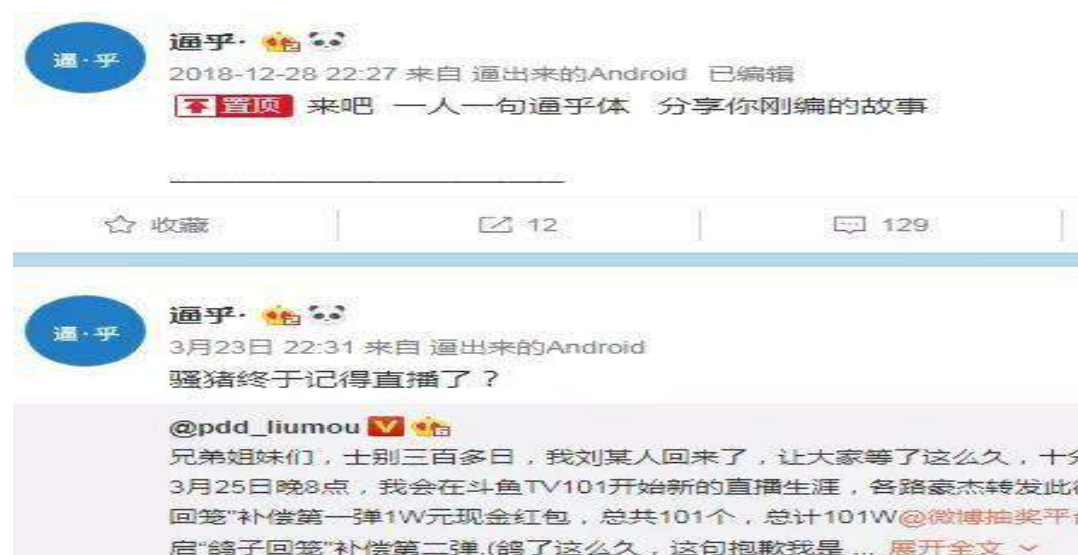 逼·乎
逼乎·
2018-12-28 22:27 来自 逼出来的Android 已编辑
置顶 来吧 一人一句逼乎体 分享你刚编的故事
收藏 12 129
逼·乎
逼乎·
3月23日 22:31 来自 逼出来的Android
骚猪终于记得直播了?
@pdd_liumou V
兄弟姐妹们,士别三百多日,我刘某人回来了,让大家等了这么久,十分
3月25日晚8点,我会在斗鱼TV101开始新的直播生涯,各路豪杰转发此
回笼"补偿第一弹1W元现金红包,总共101个,总计101W@微博抽奖平台
启"鸽子回笼"补偿第二弹.(鸽了这么久,这句抱歉我是 ... 展开全文